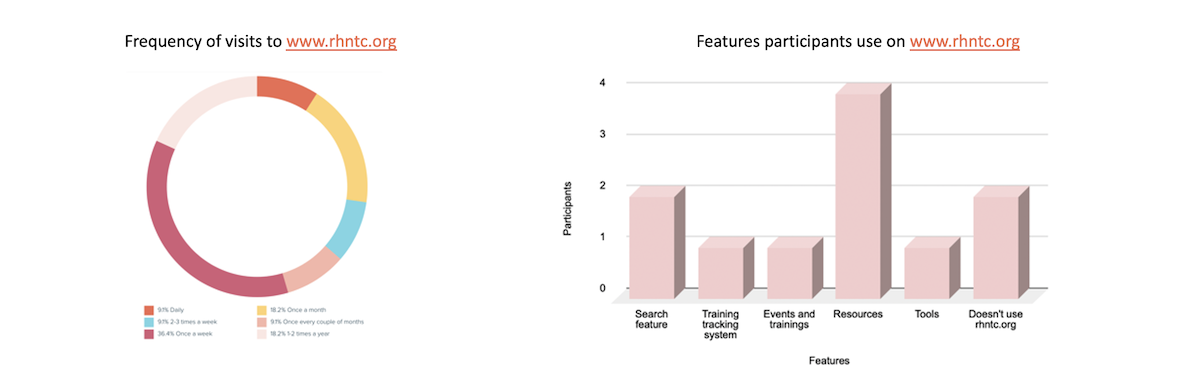 Frequency of visits to www.rhntc.org
9.1% Daily
18.2% Once a month
9.1% 2-3 times a week
9.1% Once every couple of months
36.4% Once a week
18.2% 1-2 times a year
Features participants use on www.rhntc.org
4
3
2
1
0
Participants
Search
feature
Training
tracking
system
Events and
trainings
Resources
Tools
Doesn't use
rhntc.org
Features